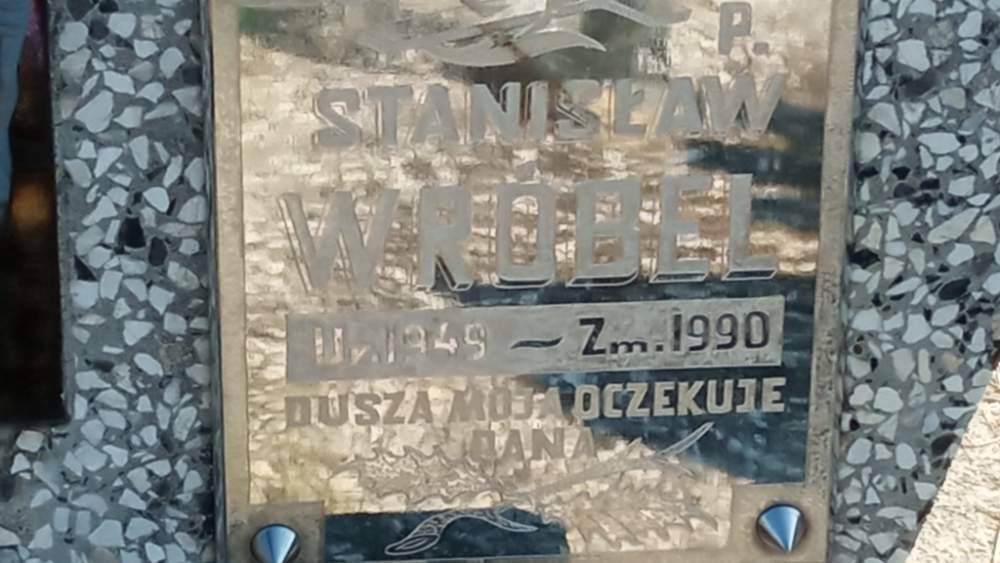 P.
STANISŁAW
WRÓBEL
Ur.1949 ~ Zm.1990
DUSZA MOJA OCZEKUJE
PANA